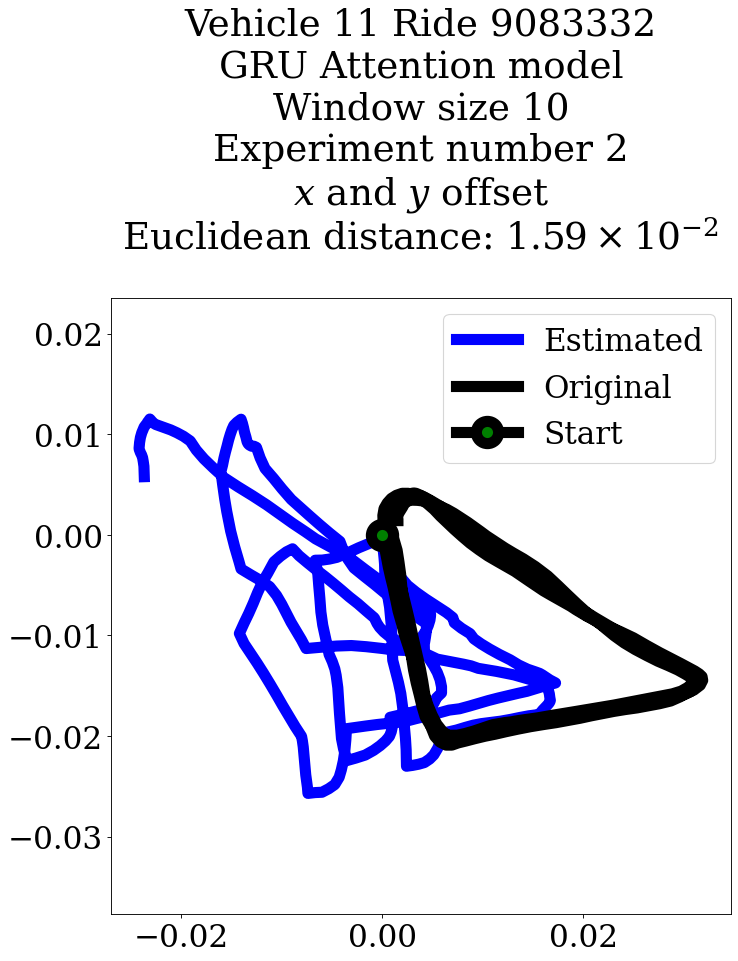 Vehicle 11 Ride 9083332
GRU Attention model
Window size 10
Experiment number 2
x and y offset
Euclidean distance: 1.59 × 10⁻²
Estimated
Original
Start
0.02
0.01
0.00
−0.01
−0.02
−0.03
−0.02 0.00 0.02